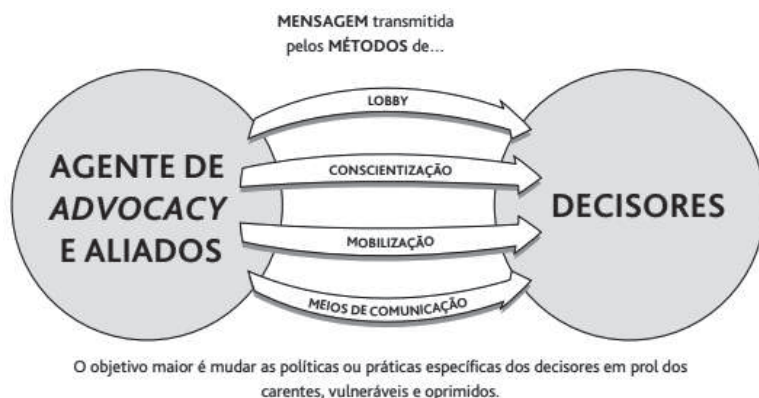 MENSAGEM transmitida
pelos MÉTODOS de...
LOBBY
AGENTE DE
ADVOCACY
E ALIADOS
CONSCIENTIZAÇÃO
DECISORES
MOBILIZAÇÃO
MEIOS DE COMUNICAÇÃO
O objetivo maior é mudar as políticas ou práticas específicas dos decisores em prol dos
carentes, vulneráveis e oprimidos.